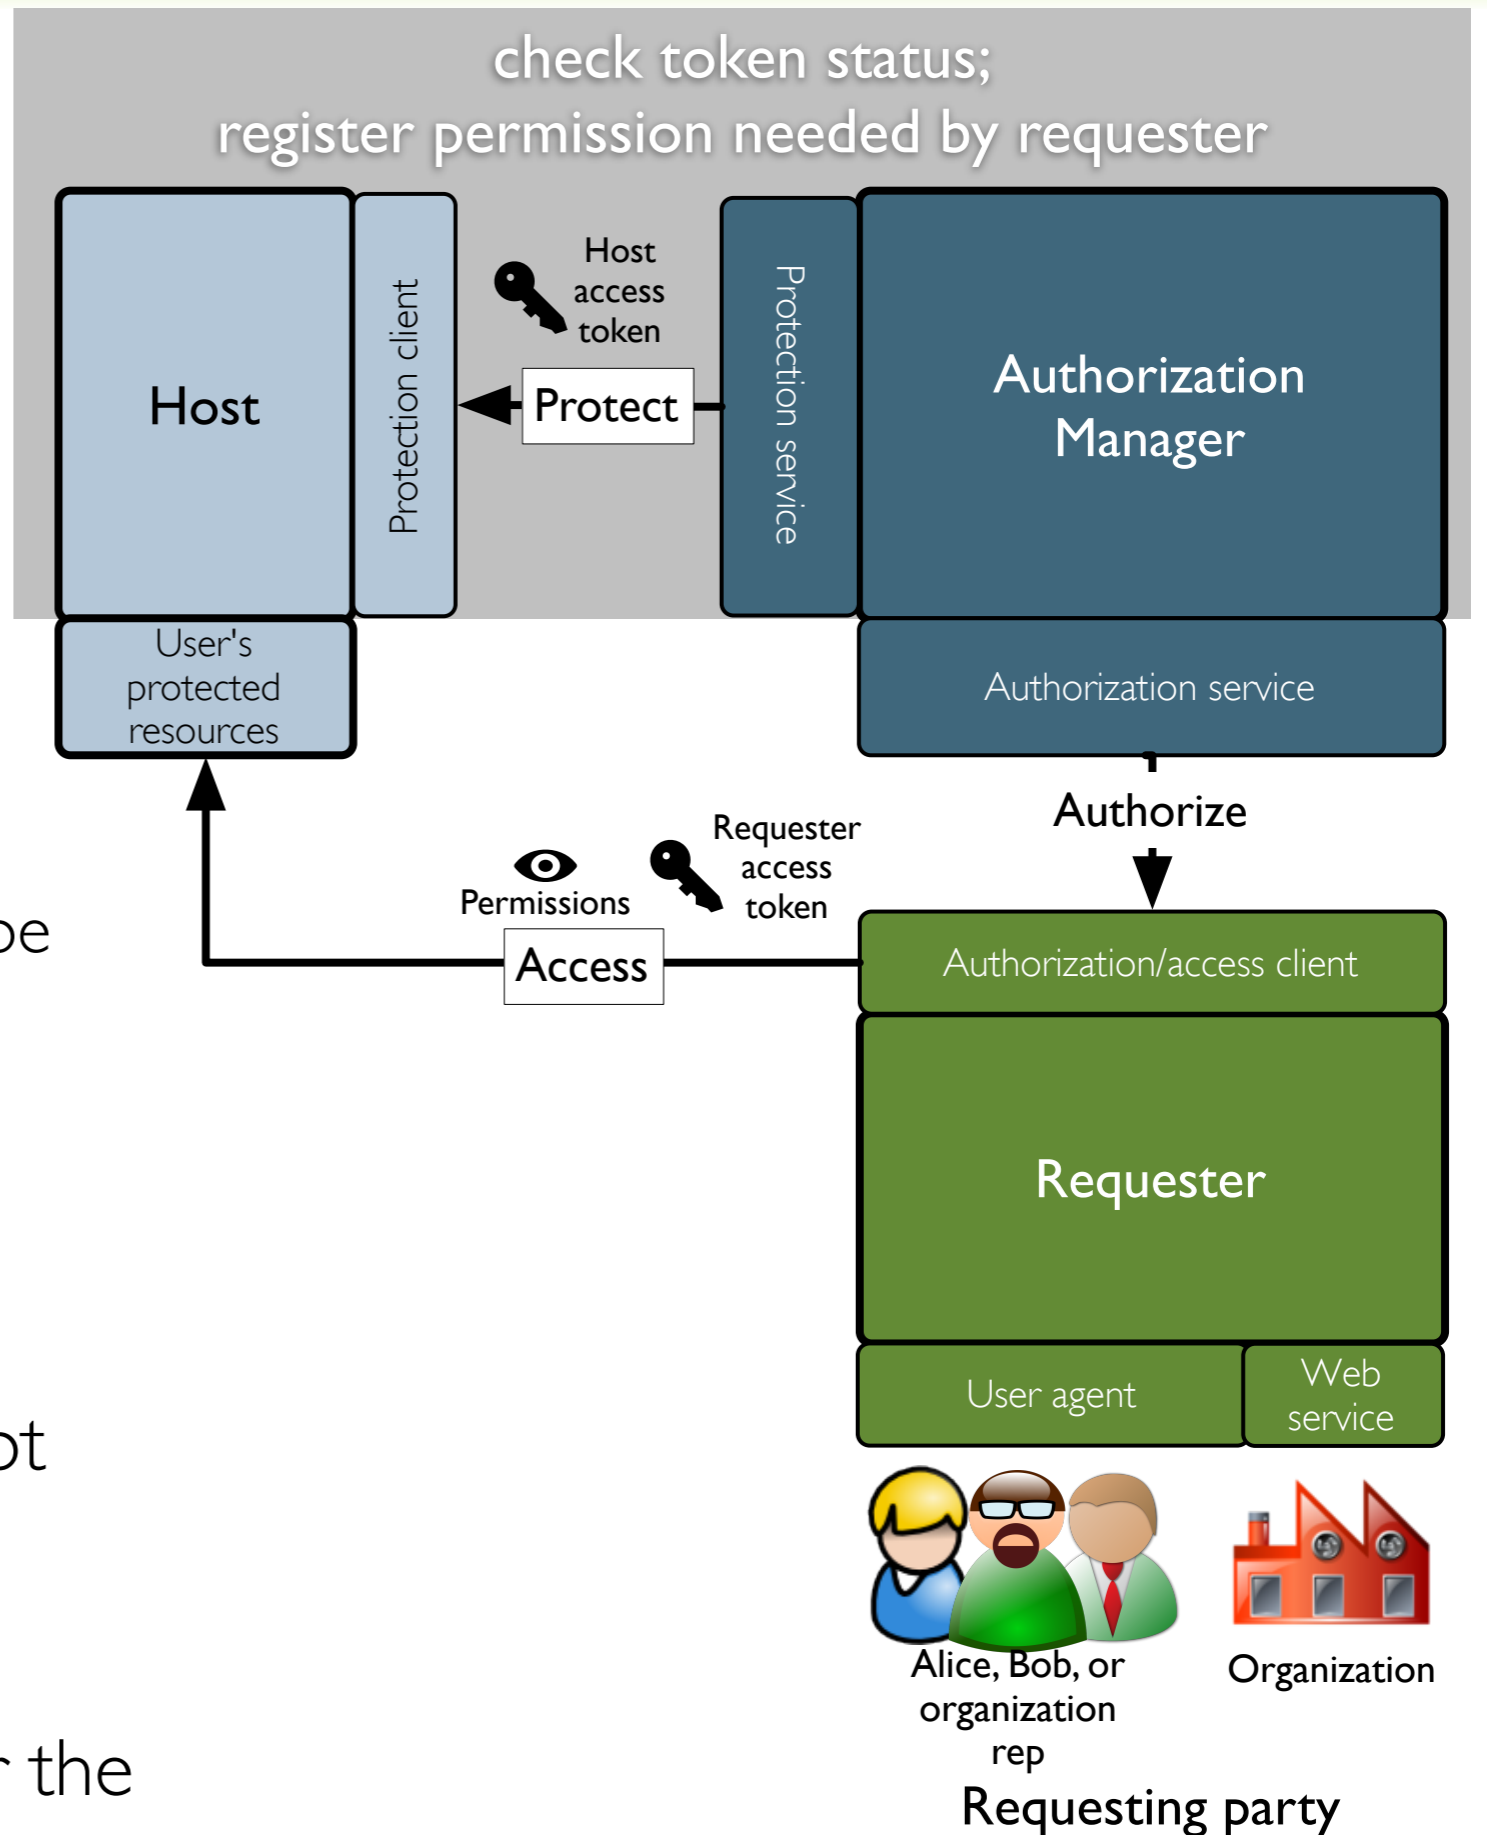 check token status;
register permission needed by requester
Host
Protection client
Host
access
token
Protect
Protection service
Authorization
Manager
User's
protected
resources
Authorization service
Authorize
Requester
access
token
Permissions
Access
be
Authorization/access client
Requester
User agent
Web
service
ot
Alice, Bob, or
organization
rep
Organization
r the
Requesting party